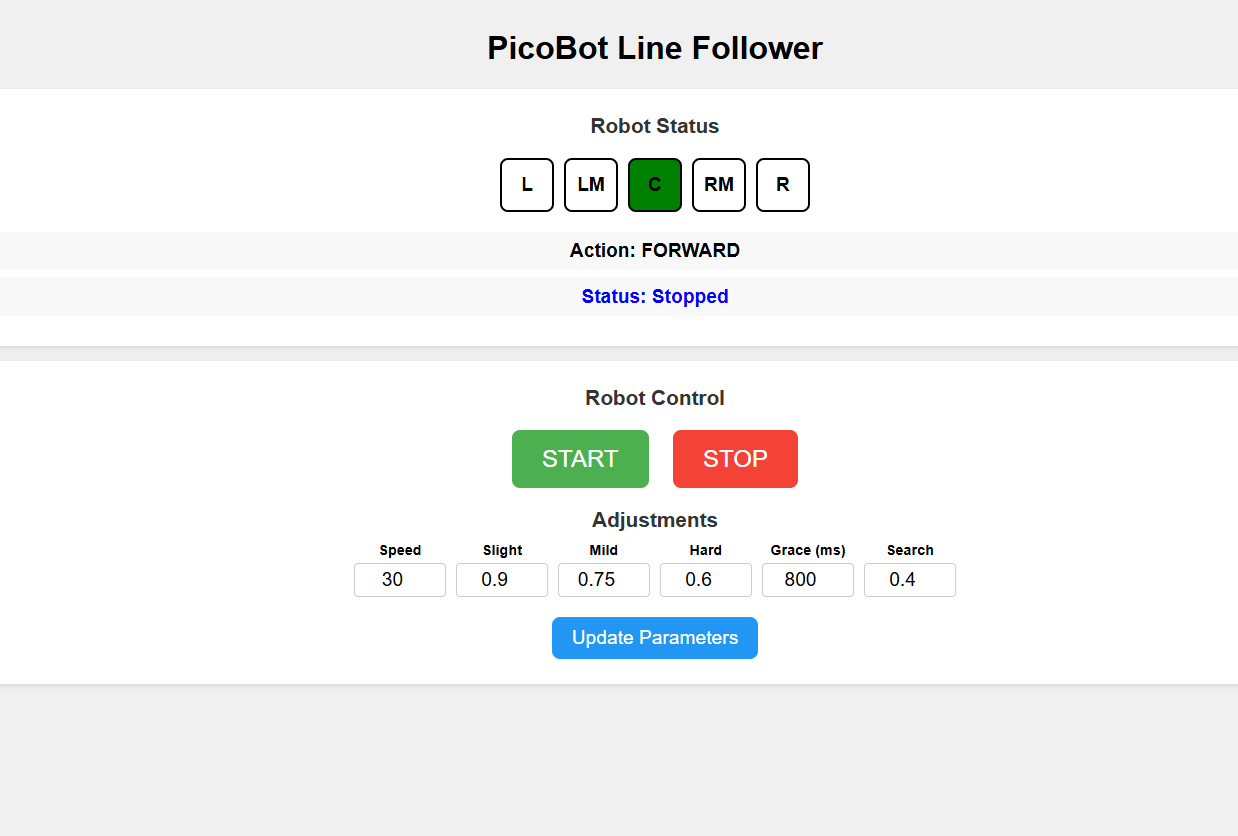 PicoBot Line Follower
Robot Status
L LM C RM R
Action: FORWARD
Status: Stopped
Robot Control
START STOP
Adjustments
Speed Slight Mild Hard Grace (ms) Search
30 0.9 0.75 0.6 800 0.4
Update Parameters